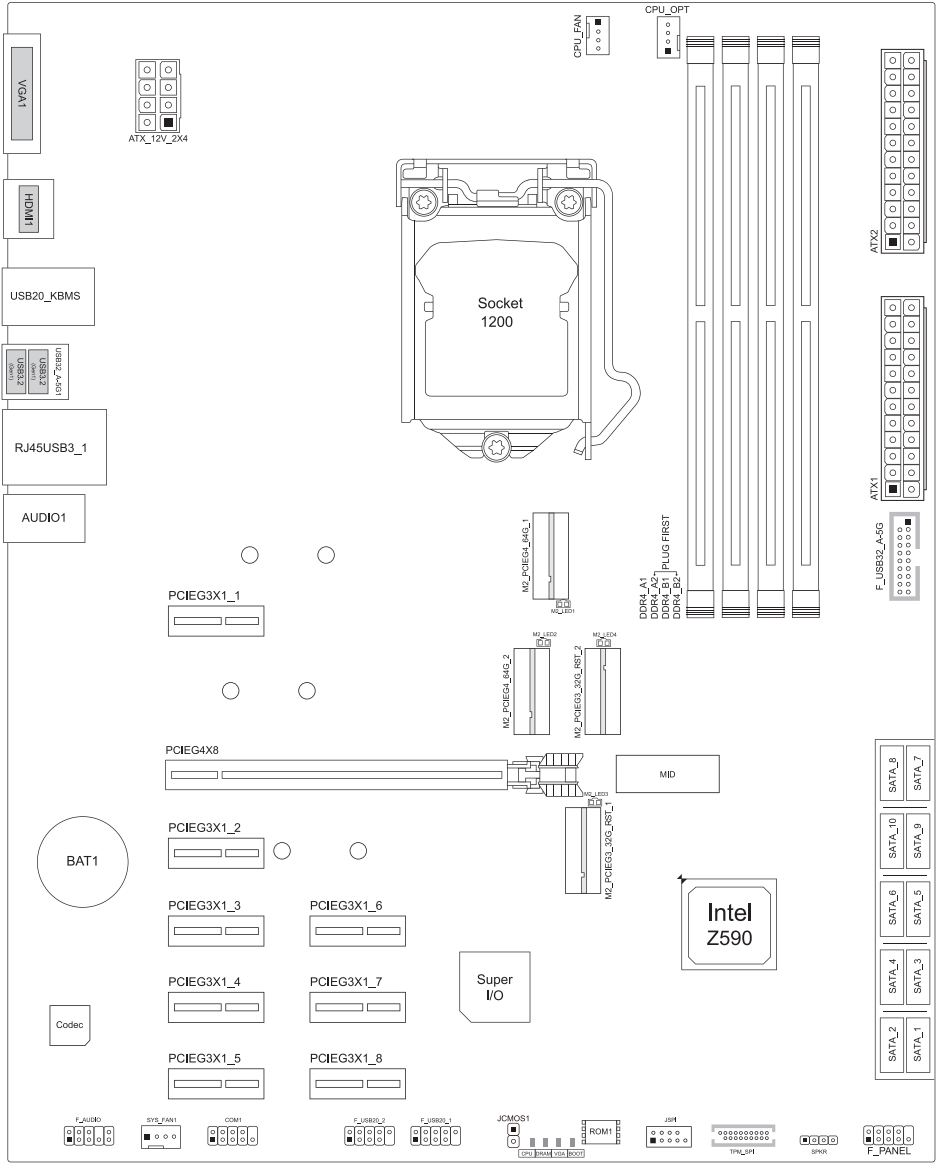 CPU_OPT
CPU_FAN
VGA1
ATX_12V_2X4
HDMI1
ATX2
USB20_KBMS
Socket
1200
USB32_A-5G1
USB3.2
(Gen1)
USB3.2
(Gen1)
RJ45USB3_1
ATX1
AUDIO1
M2_PCIEG4_64G_1
PLUG FIRST
F_USB32_A-5G
DDR4_A1
DDR4_A2
DDR4_B1
DDR4_B2
PCIEG3X1_1
M2_LED1
M2_LED2
M2_LED4
M2_PCIEG4_64G_2
M2_PCIEG3_32G_RST_2
PCIEG4X8
MID
SATA_8
SATA_7
M2_LED3
M2_PCIEG3_32G_RST_1
PCIEG3X1_2
SATA_10
SATA_9
BAT1
PCIEG3X1_3
PCIEG3X1_6
Intel
Z590
SATA_6
SATA_5
PCIEG3X1_4
PCIEG3X1_7
Super
I/O
SATA_4
SATA_3
Codec
SATA_2
SATA_1
PCIEG3X1_5
PCIEG3X1_8
F_AUDIO
SYS_FAN1
COM1
F_USB20_2
F_USB20_1
JCMOS1
ROM1
JSPI
CPU DRAM VGA BOOT
TPM_SPI
SPKR
F_PANEL